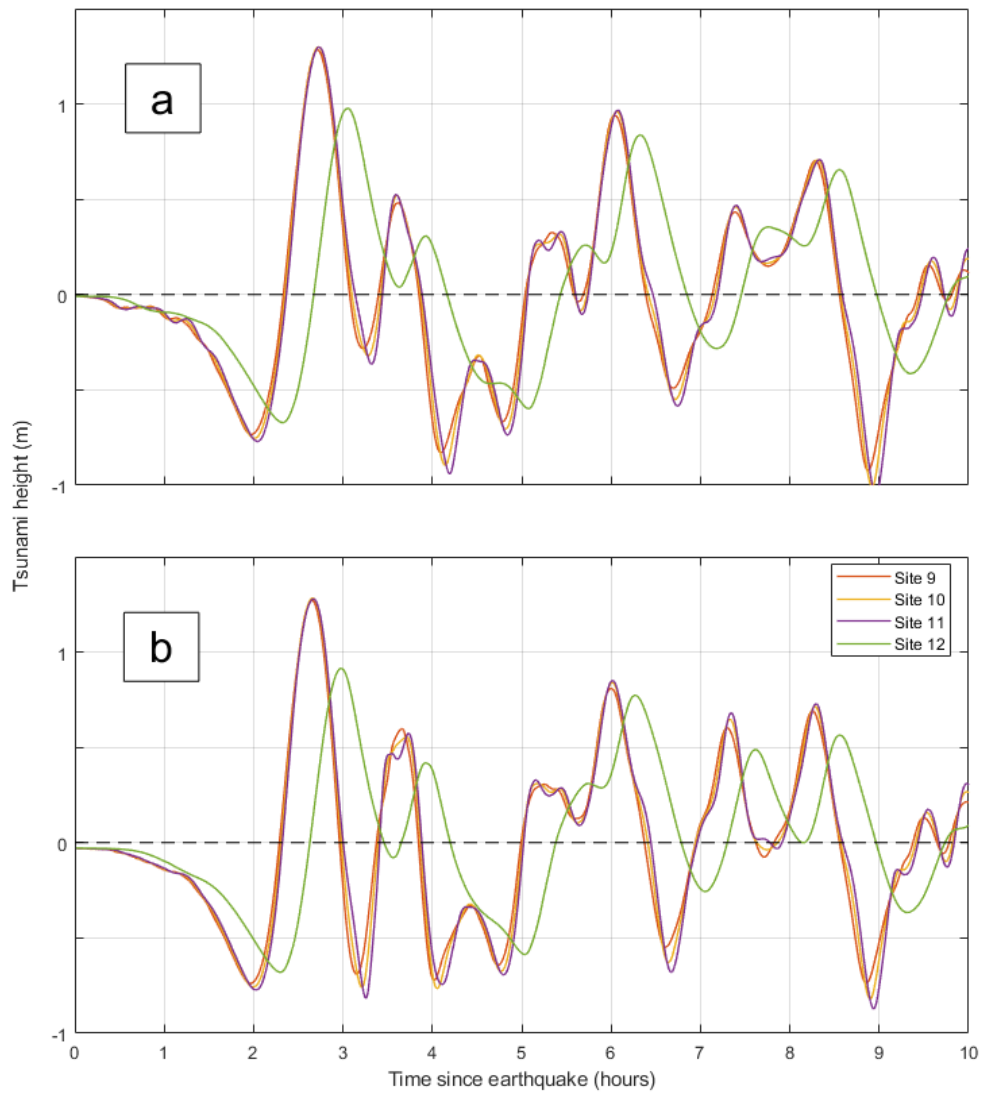 a
1
0
-1
Tsunami height (m)
b
Site 9
Site 10
Site 11
Site 12
1
0
-1
0 1 2 3 4 5 6 7 8 9 10
Time since earthquake (hours)